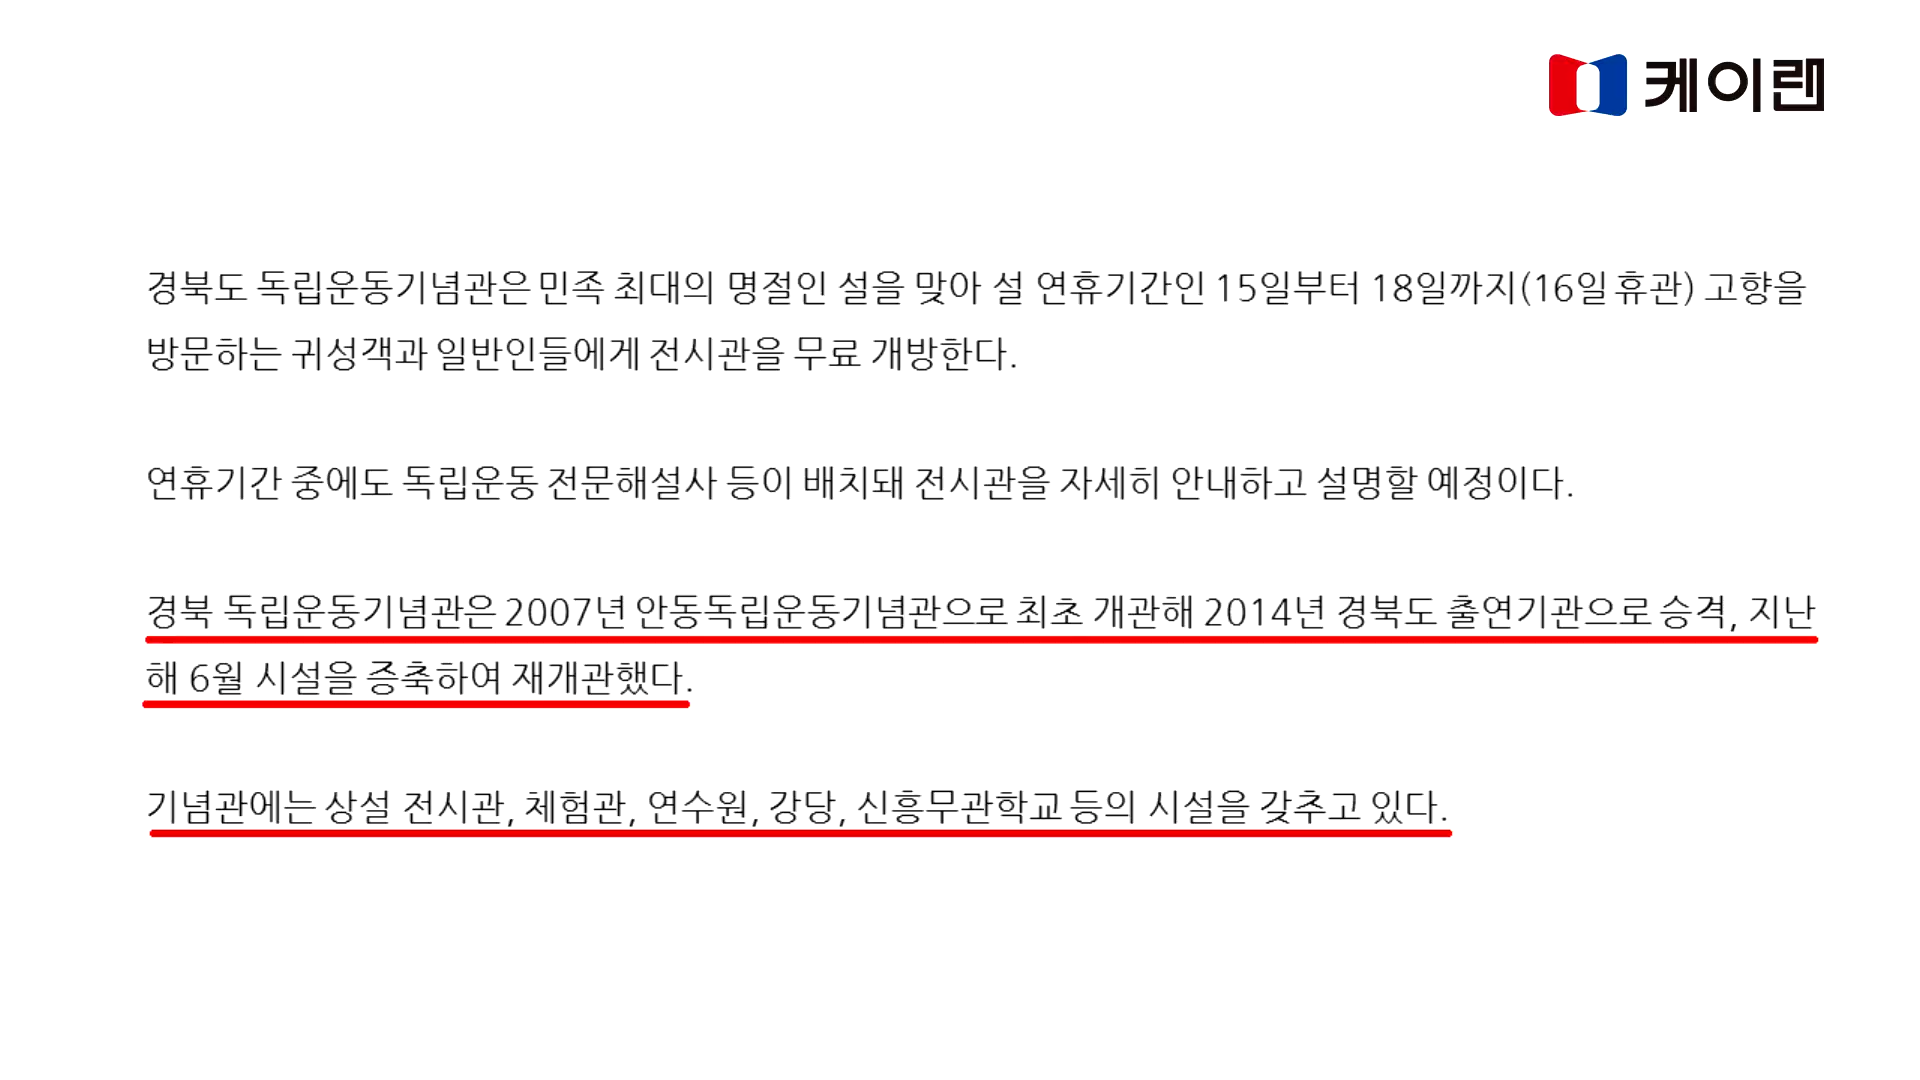 케이랜
경북도 독립운동기념관은 민족 최대의 명절인 설을 맞아 설 연휴기간인 15일부터 18일까지(16일 휴관) 고향을
방문하는 귀성객과 일반인들에게 전시관을 무료 개방한다.
연휴기간 중에도 독립운동 전문해설사 등이 배치돼 전시관을 자세히 안내하고 설명할 예정이다.
경북 독립운동기념관은 2007년 안동독립운동기념관으로 최초 개관해 2014년 경북도 출연기관으로 승격, 지난
해 6월 시설을 증축하여 재개관했다.
기념관에는 상설 전시관, 체험관, 연수원, 강당, 신흥무관학교 등의 시설을 갖추고 있다.